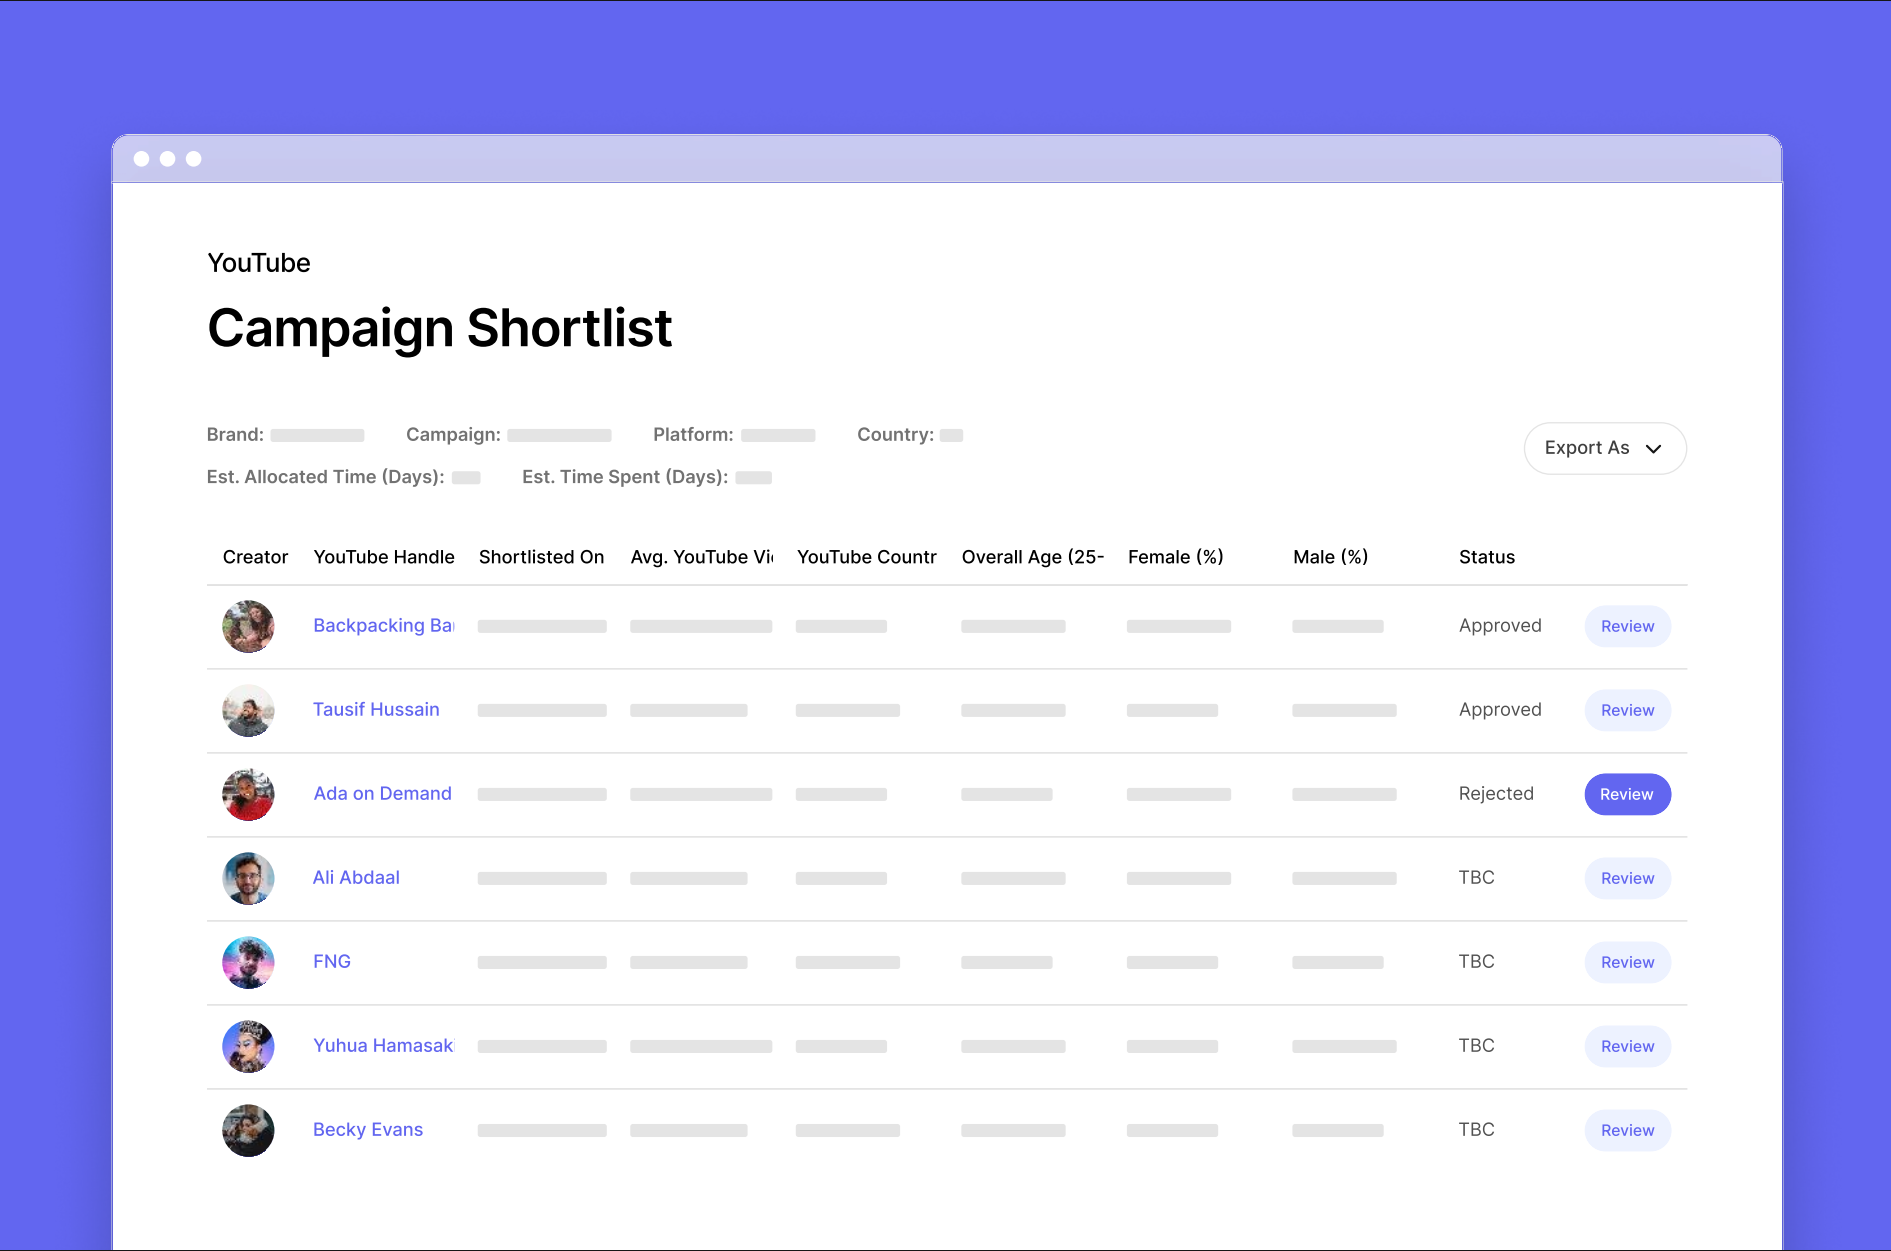 YouTube
Campaign Shortlist
Brand: Campaign: Platform: Country:
Est. Allocated Time (Days): Est. Time Spent (Days):
Export As
Creator YouTube Handle Shortlisted On Avg. YouTube Vi YouTube Countr Overall Age (25- Female (%) Male (%) Status
Backpacking Ba Approved Review
Tausif Hussain Approved Review
Ada on Demand Rejected Review
Ali Abdaal TBC Review
FNG TBC Review
Yuhua Hamasaki TBC Review
Becky Evans TBC Review